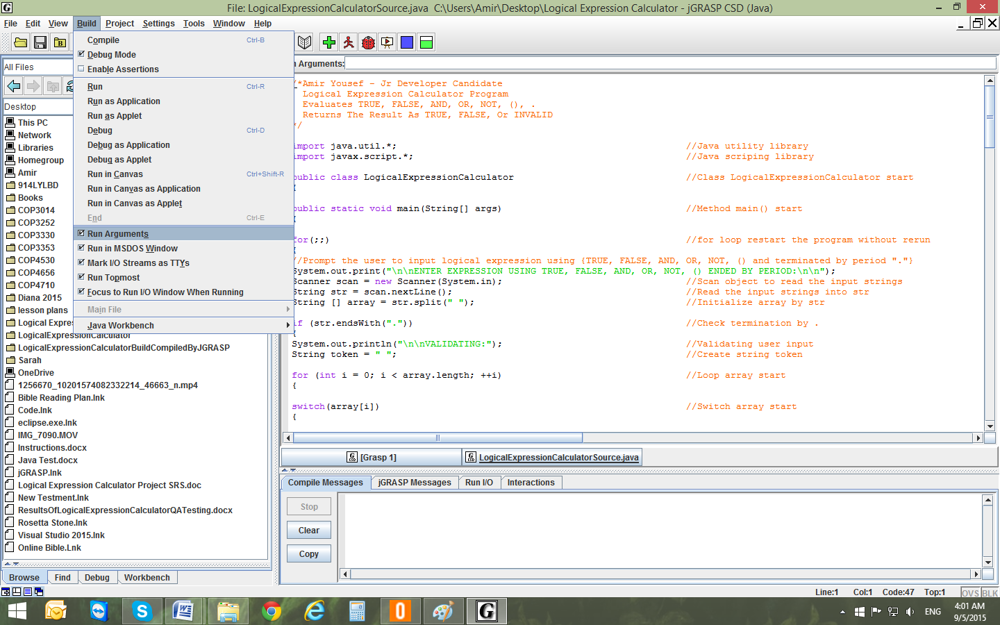 File: LogicalExpressionCalculatorSource.java  C:\Users\Amir\Desktop\Logical Expression Calculator - jGRASP CSD (Java)
File Edit View Build Project Settings Tools Window Help
Compile Ctrl-B
Debug Mode
Enable Assertions
Run Ctrl-R
Run as Application
Run as Applet
Debug Ctrl-D
Debug as Application
Debug as Applet
Run in Canvas Ctrl+Shift-R
Run in Canvas as Application
Run in Canvas as Applet
End Ctrl-E
Run Arguments
Run in MSDOS Window
Mark I/O Streams as TTYs
Run Topmost
Focus to Run I/O Window When Running
Main File
Java Workbench
All Files
Desktop
This PC
Network
Libraries
Homegroup
Amir
914LYLBD
Books
COP3014
COP3252
COP3330
COP3353
COP4530
COP4656
COP4710
Diana 2015
lesson plans
Logical Expres
LogicalExpressionCalculator
LogicalExpressionCalculatorBuildCompiledByJGRASP
Sarah
OneDrive
1256670_10201574082332214_46663_n.mp4
Bible Reading Plan.lnk
Code.lnk
eclipse.exe.lnk
IMG_7090.MOV
Instructions.docx
Java Test.docx
jGRASP.lnk
Logical Expression Calculator Project SRS.doc
New Testment.lnk
ResultsOfLogicalExpressionCalculatorQATesting.docx
Rosetta Stone.lnk
Visual Studio 2015.lnk
Online Bible.Lnk
Browse Find Debug Workbench
n Arguments:
/*Amir Yousef - Jr Developer Candidate
Logical Expression Calculator Program
Evaluates TRUE, FALSE, AND, OR, NOT, (), .
Returns The Result As TRUE, FALSE, Or INVALID
*/
import java.util.*; //Java utility library
import javax.script.*; //Java scriping library
public class LogicalExpressionCalculator //Class LogicalExpressionCalculator start
{
public static void main(String[] args) //Method main() start
{
for(;;) //for loop restart the program without rerun
{
//Prompt the user to input logical expression using {TRUE, FALSE, AND, OR, NOT, () and terminated by period "."}
System.out.print("\n\nENTER EXPRESSION USING TRUE, FALSE, AND, OR, NOT, () ENDED BY PERIOD:\n\n");
Scanner scan = new Scanner(System.in); //Scan object to read the input strings
String str = scan.nextLine(); //Read the input strings into str
String [] array = str.split(" "); //Initialize array by str
if (str.endsWith(".")) //Check termination by .
{
System.out.println("\n\nVALIDATING:"); //Validating user input
String token = " "; //Create string token
for (int i = 0; i < array.length; ++i) //Loop array start
{
switch(array[i]) //Switch array start
{
[Grasp 1] LogicalExpressionCalculatorSource.java
Compile Messages jGRASP Messages Run I/O Interactions
Stop
Clear
Copy
Line:1 Col:1 Code:47 Top:1 OVS BLK
ENG
4:01 AM
9/5/2015